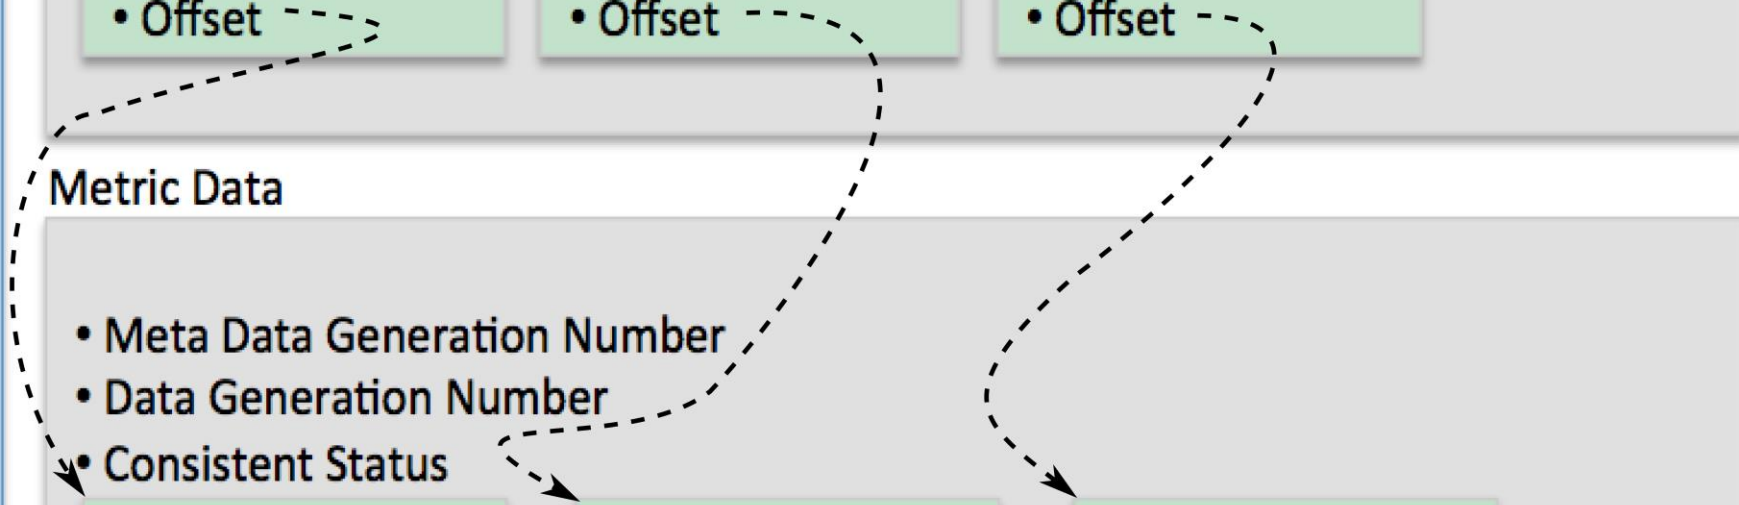 • Offset • Offset • Offset
Metric Data
• Meta Data Generation Number
• Data Generation Number
• Consistent Status